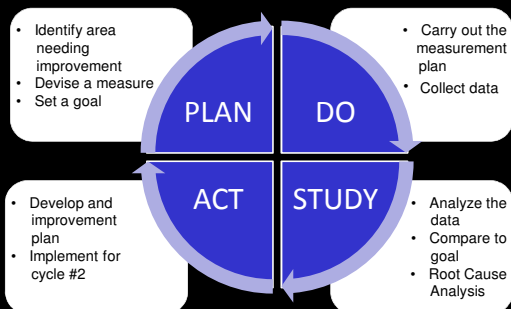 • Identify area
needing
improvement
• Devise a measure
• Set a goal
PLAN
DO
• Carry out the
measurement
plan
• Collect data
• Develop and
improvement
plan
• Implement for
cycle #2
ACT
STUDY
• Analyze the
data
• Compare to
goal
• Root Cause
Analysis